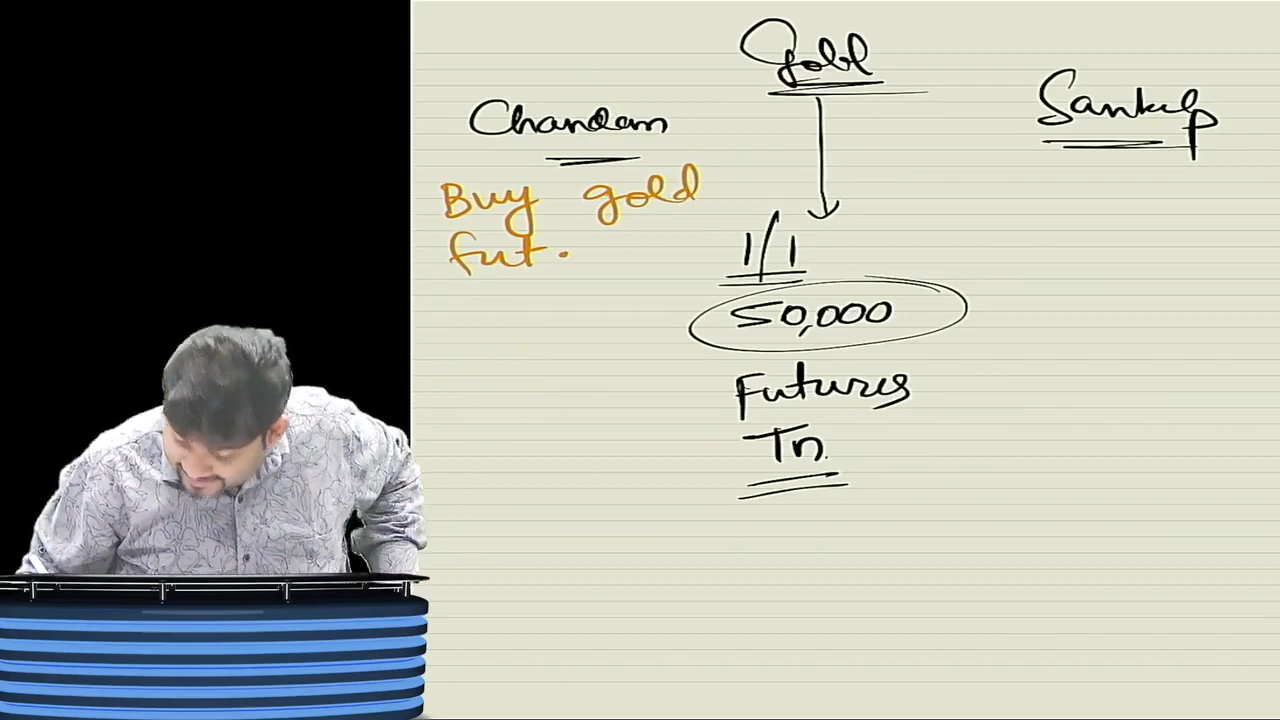 Gold
Chandan
Sankalp
Buy gold
fut.
1/1
50,000
Futures
Tn.